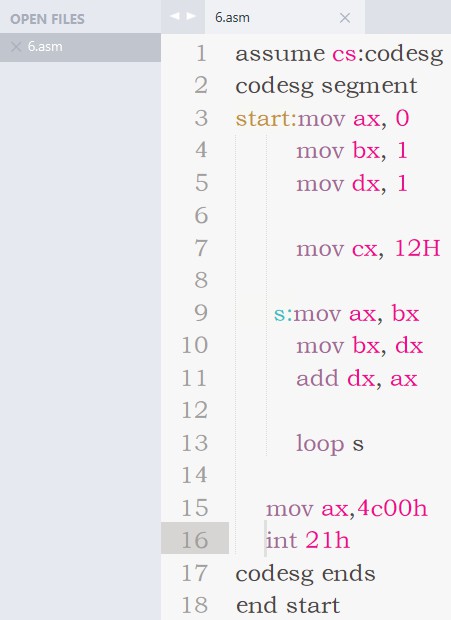 OPEN FILES
6.asm
6.asm
1 assume cs:codesg
2 codesg segment
3 start:mov ax, 0
4 mov bx, 1
5 mov dx, 1
6
7 mov cx, 12H
8
9 s:mov ax, bx
10 mov bx, dx
11 add dx, ax
12
13 loop s
14
15 mov ax,4c00h
16 int 21h
17 codesg ends
18 end start